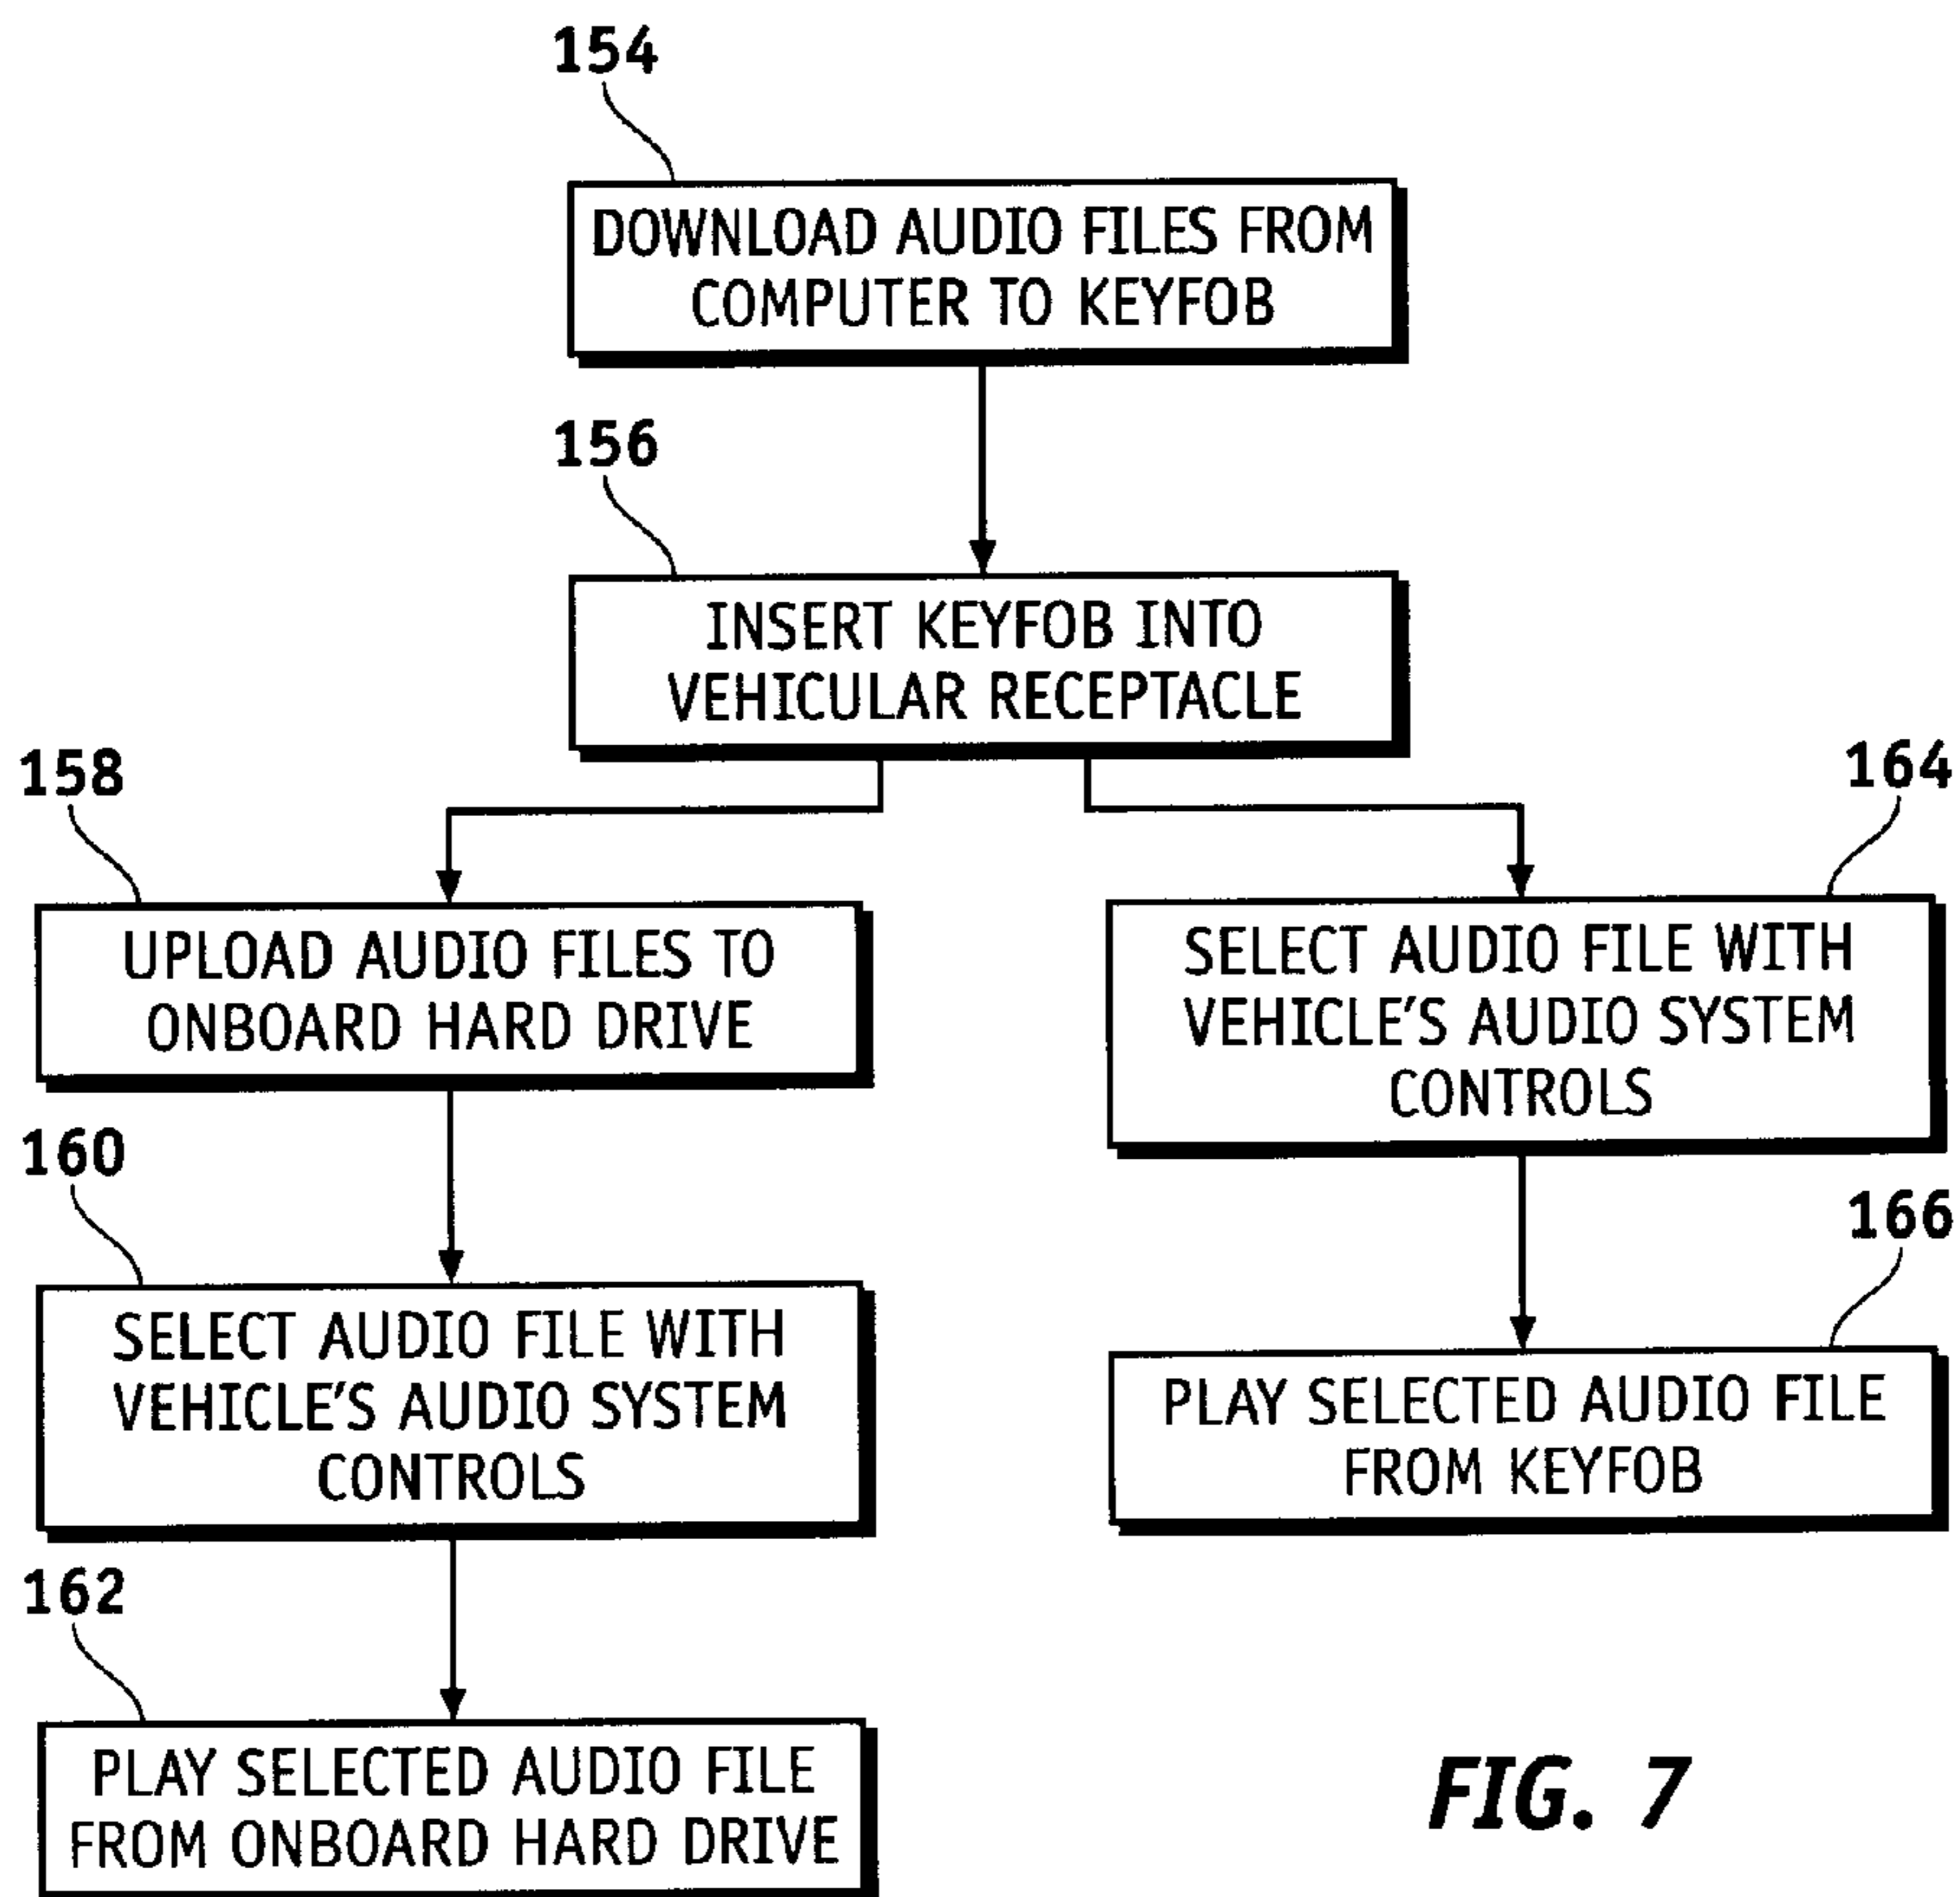 154
DOWNLOAD AUDIO FILES FROM
COMPUTER TO KEYFOB
156
INSERT KEYFOB INTO
VEHICULAR RECEPTACLE
158
UPLOAD AUDIO FILES TO
ONBOARD HARD DRIVE
160
SELECT AUDIO FILE WITH
VEHICLE'S AUDIO SYSTEM
CONTROLS
162
PLAY SELECTED AUDIO FILE
FROM ONBOARD HARD DRIVE
164
SELECT AUDIO FILE WITH
VEHICLE'S AUDIO SYSTEM
CONTROLS
166
PLAY SELECTED AUDIO FILE
FROM KEYFOB
FIG. 7